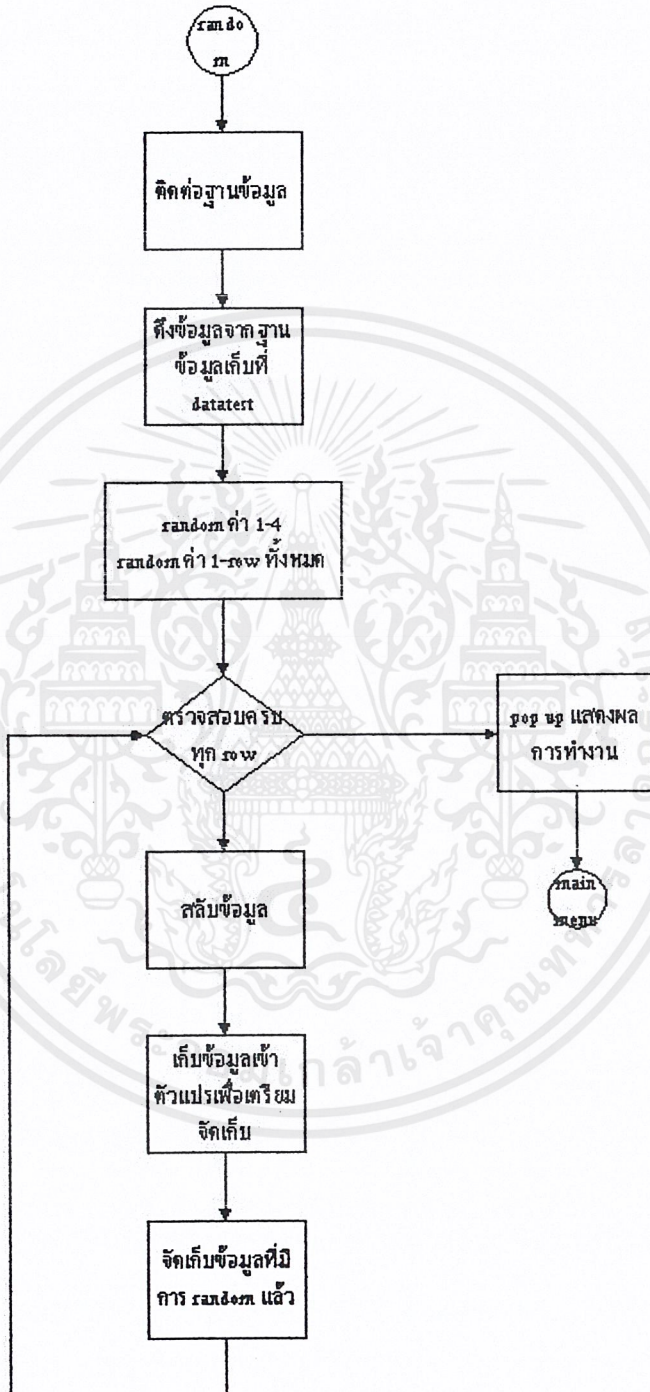 rando
m
ติดต่อฐานข้อมูล
ดึงข้อมูลจากฐาน
ข้อมูลเก็บที่
datatest
random ค่า 1-4
random ค่า 1-row ทั้งหมด
ตรวจสอบครบ
ทุก row
pop up แสดงผล
การทำงาน
main
menu
สลับข้อมูล
เก็บข้อมูลเข้า
ตัวแปรเพื่อเตรียม
จัดเก็บ
จัดเก็บข้อมูลที่มี
การ random แล้ว